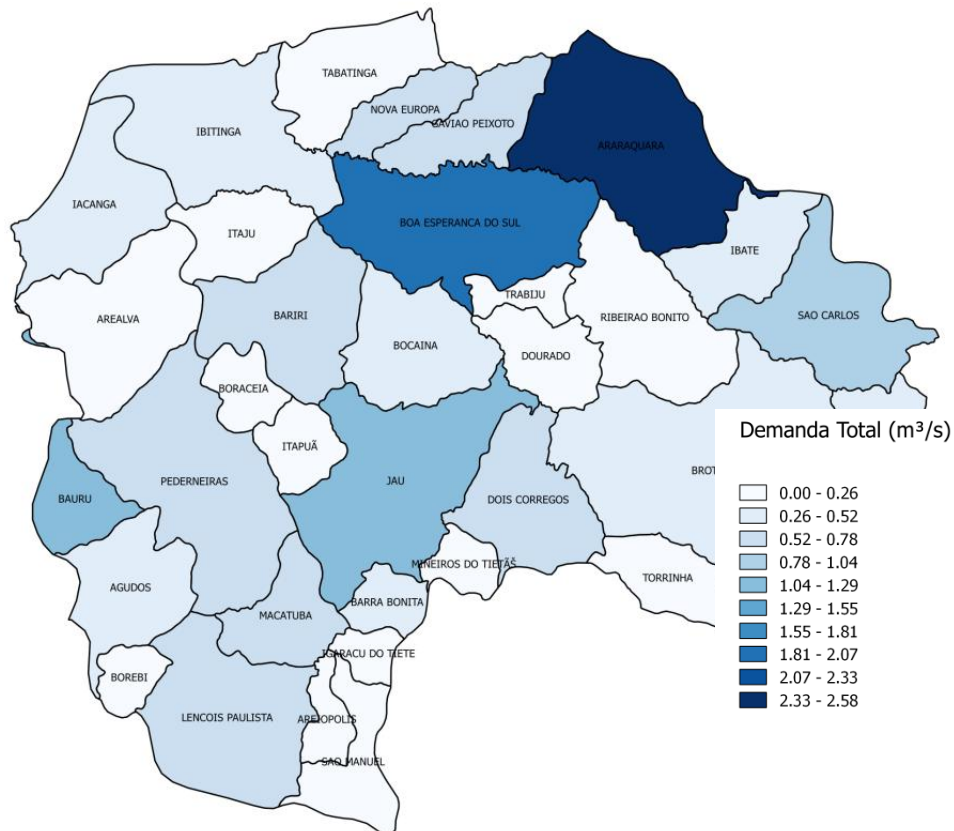 TABATINGA
NOVA EUROPA
GAVIAO PEIXOTO
IBITINGA
ARARAQUARA
IACANGA
ITAJU
BOA ESPERANCA DO SUL
IBATE
TRABIJU
AREALVA
BARIRI
RIBEIRAO BONITO
SAO CARLOS
BOCAINA
DOURADO
BORACEIA
ITAPUÃ
PEDERNEIRAS
JAU
BROT
BAURU
DOIS CORREGOS
MINEIROS DO TIETÃŠ
TORRINHA
AGUDOS
BARRA BONITA
MACATUBA
IGARACU DO TIETE
BOREBI
LENCOIS PAULISTA
AREIOPOLIS
SAO MANUEL
Demanda Total (m³/s)
0.00 - 0.26
0.26 - 0.52
0.52 - 0.78
0.78 - 1.04
1.04 - 1.29
1.29 - 1.55
1.55 - 1.81
1.81 - 2.07
2.07 - 2.33
2.33 - 2.58